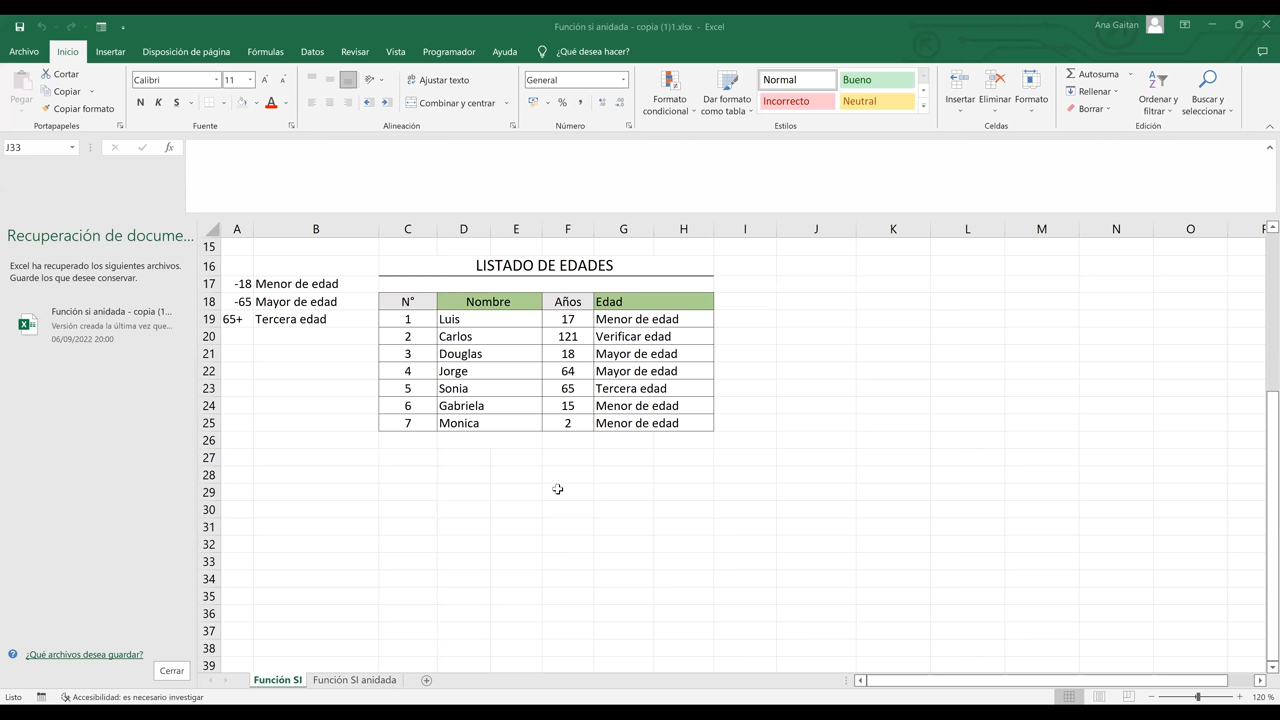 Función si anidada - copia (1)1.xlsx - Excel
Ana Gaitan
Archivo Inicio Insertar Disposición de página Fórmulas Datos Revisar Vista Programador Ayuda ¿Qué desea hacer?
Pegar
Cortar
Copiar
Copiar formato
Portapapeles
Calibri 11
N K S
Fuente
Ajustar texto
Combinar y centrar
Alineación
General
% 000
Número
Formato condicional
Dar formato como tabla
Normal Bueno
Incorrecto Neutral
Estilos
Insertar Eliminar Formato
Celdas
Autosuma
Rellenar
Borrar
Ordenar y filtrar
Buscar y seleccionar
Edición
J33 fx
Recuperación de docume...
Excel ha recuperado los siguientes archivos.
Guarde los que desee conservar.
Función si anidada - copia (1...
Versión creada la última vez que...
06/09/2022 20:00
¿Qué archivos desea guardar?
Cerrar
A B C D E F G H I J K L M N O P
15
16 LISTADO DE EDADES
17 -18 Menor de edad
18 -65 Mayor de edad N° Nombre Años Edad
19 65+ Tercera edad 1 Luis 17 Menor de edad
20 2 Carlos 121 Verificar edad
21 3 Douglas 18 Mayor de edad
22 4 Jorge 64 Mayor de edad
23 5 Sonia 65 Tercera edad
24 6 Gabriela 15 Menor de edad
25 7 Monica 2 Menor de edad
26
27
28
29
30
31
32
33
34
35
36
37
38
39
Función SI Función SI anidada
Listo Accesibilidad: es necesario investigar 120 %